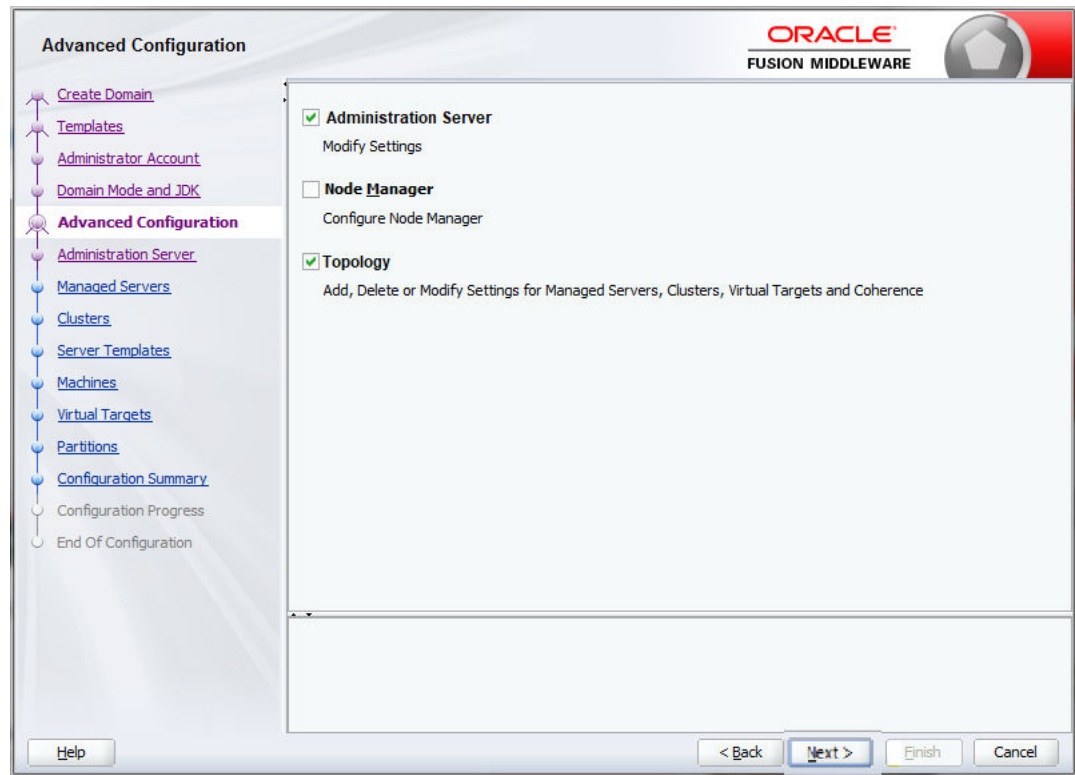 Advanced Configuration
ORACLE
FUSION MIDDLEWARE
Create Domain
Templates
Administrator Account
Domain Mode and JDK
Advanced Configuration
Administration Server
Managed Servers
Clusters
Server Templates
Machines
Virtual Targets
Partitions
Configuration Summary
Configuration Progress
End Of Configuration
Administration Server
Modify Settings
Node Manager
Configure Node Manager
Topology
Add, Delete or Modify Settings for Managed Servers, Clusters, Virtual Targets and Coherence
Help
< Back
Next >
Finish
Cancel